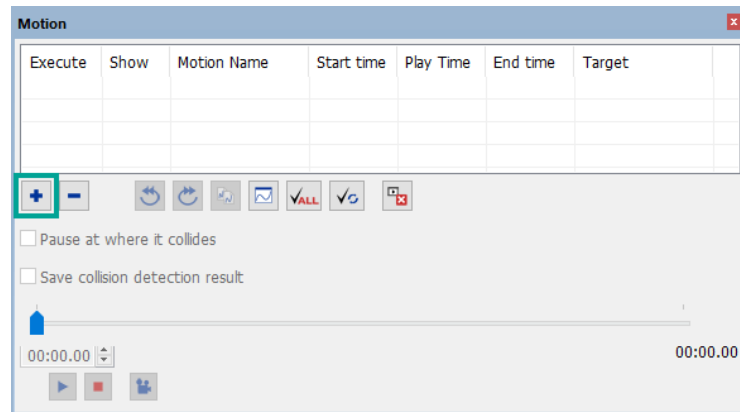 Motion
Execute Show Motion Name Start time Play Time End time Target
ALL
Pause at where it collides
Save collision detection result
00:00.00 00:00.00